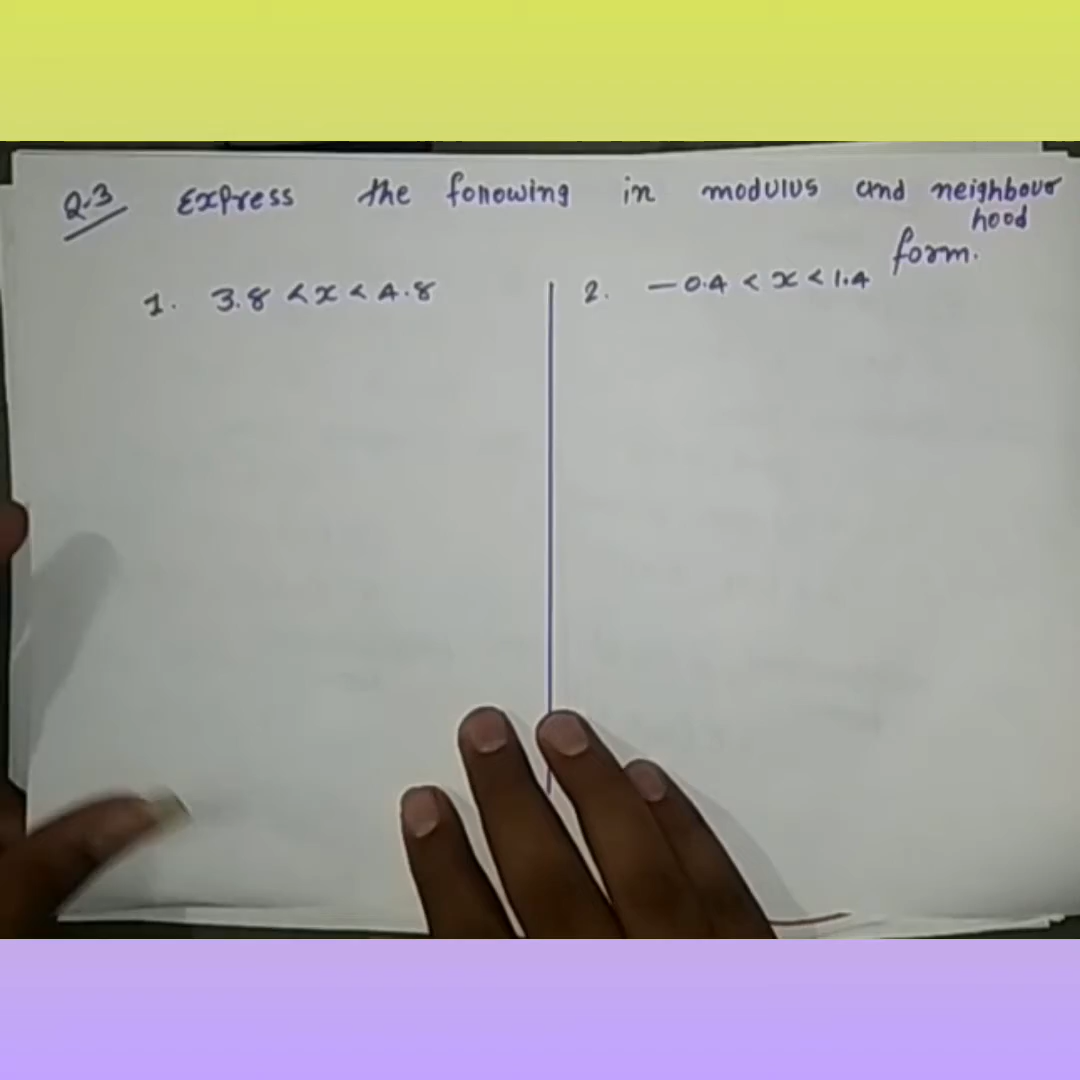 Q.3 Express the following in modulus and neighbour
hood
form.
1. 3.8 < x < 4.8
2. -0.4 < x < 1.4